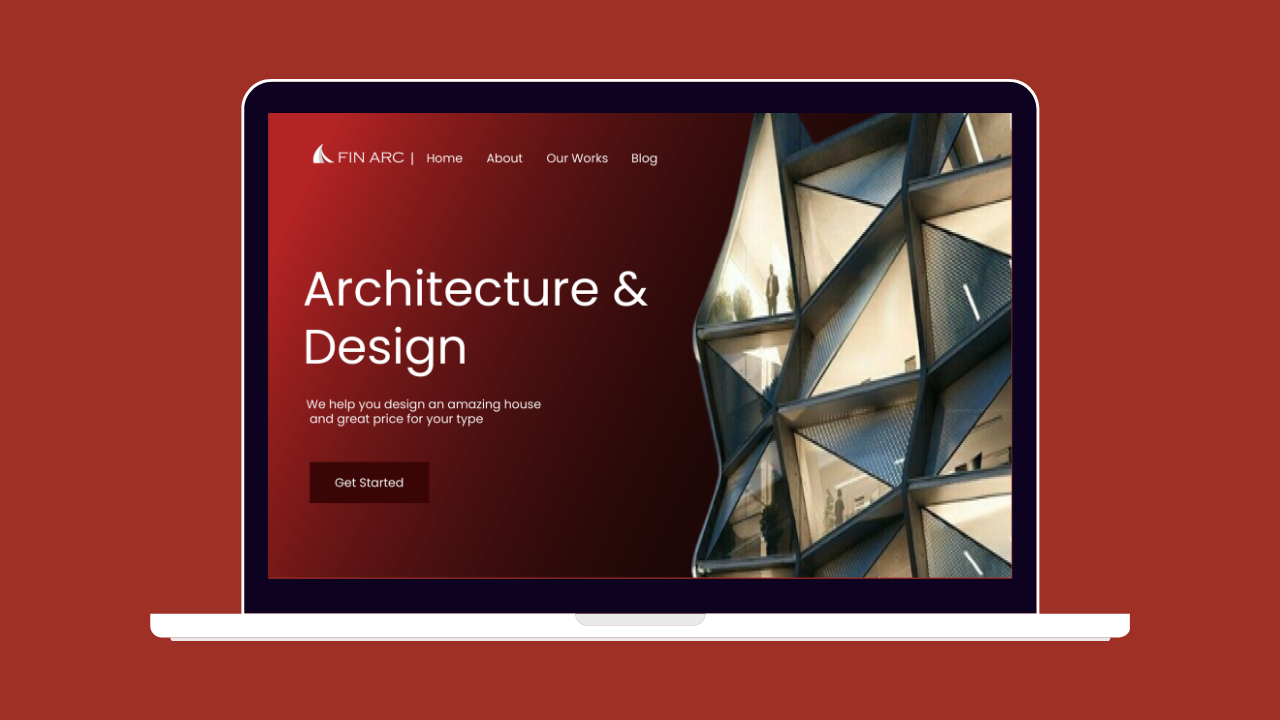 FIN ARC | Home About Our Works Blog
Architecture &
Design
We help you design an amazing house
and great price for your type
Get Started